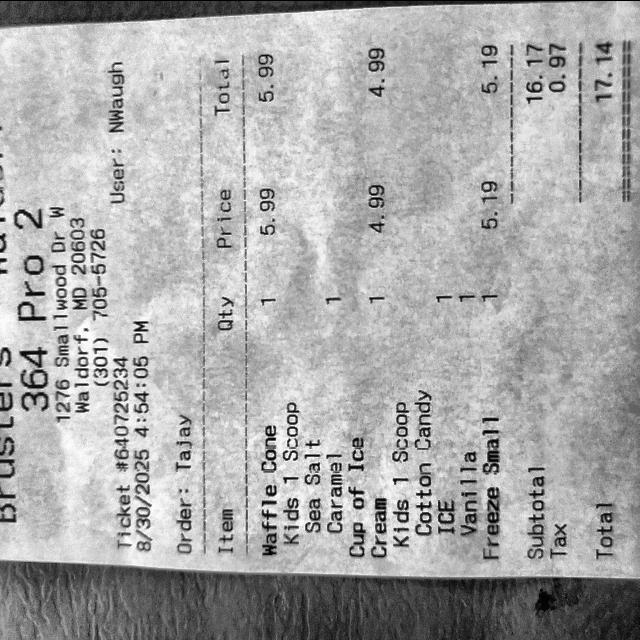 Brusters
364 Pro 2
1276 Smallwood Dr W
Waldorf, MD 20603
(301) 705-5726
Ticket #640725234 User: NWaugh
8/30/2025 4:54:05 PM
Order: Tajay
Item Qty Price Total
Waffle Cone 1 5.99 5.99
Kids 1 Scoop
Sea Salt
Caramel 1
Cup of Ice
Cream 1 4.99 4.99
Kids 1 Scoop
Cotton Candy
ICE 1
Vanilla 1
Freeze Small 1 5.19 5.19
Subtotal 16.17
Tax 0.97
Total 17.14